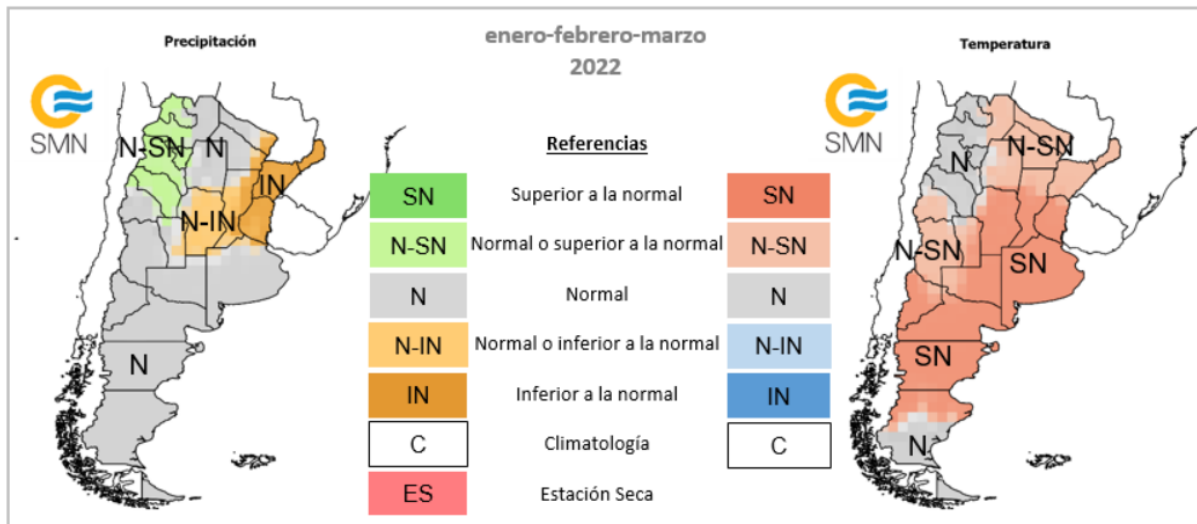 enero-febrero-marzo
2022
Precipitación
SMN
N-SN
N
IN
N-IN
N
Referencias
SN
Superior a la normal
SN
N-SN
Normal o superior a la normal
N-SN
N
Normal
N
N-IN
Normal o inferior a la normal
N-IN
IN
Inferior a la normal
IN
C
Climatología
C
ES
Estación Seca
Temperatura
SMN
N-SN
N
N-SN
SN
SN
N